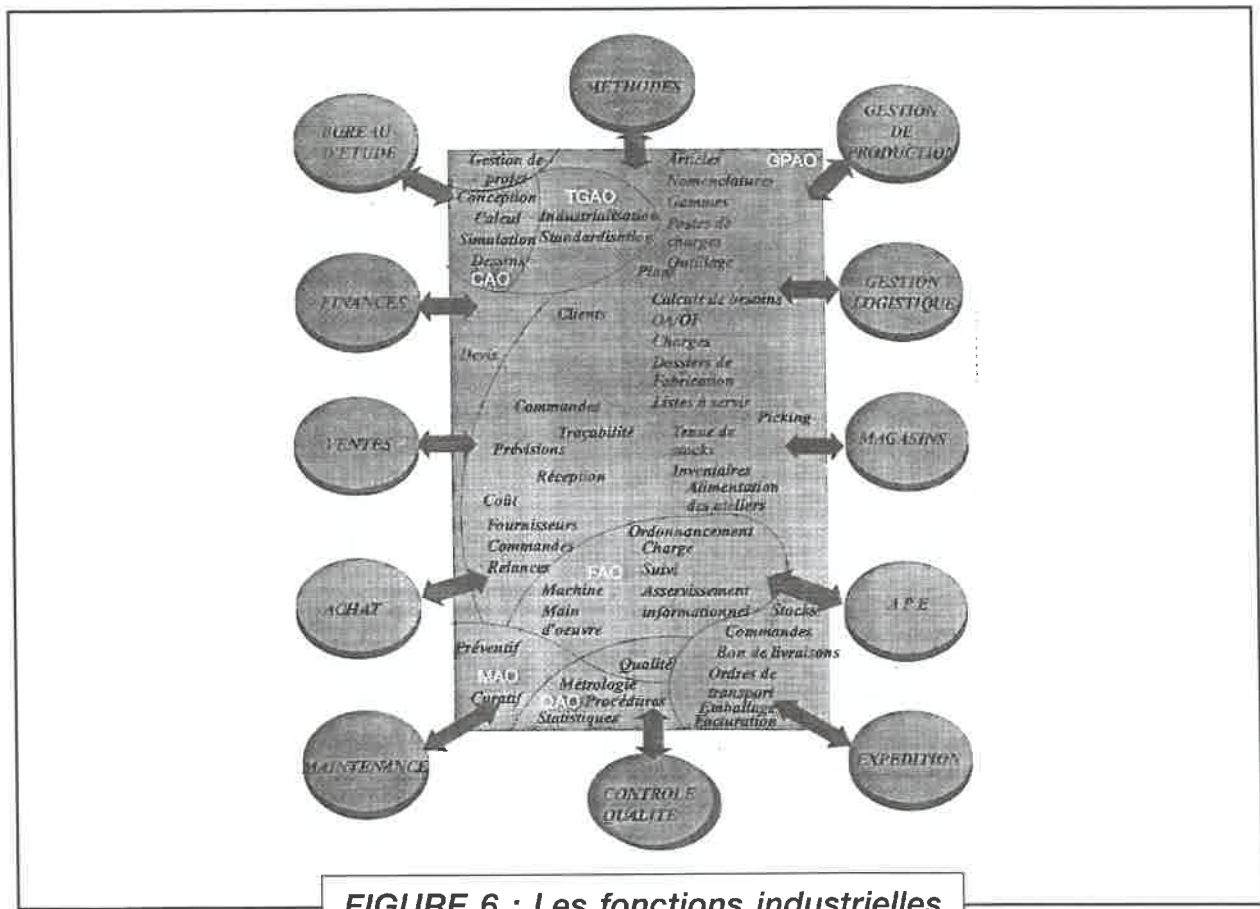 MÉTHODES
BUREAU
D'ETUDE
GESTION
DE
PRODUCTION
FINANCES
GESTION
LOGISTIQUE
VENTES
MAGASINS
ACHAT
A.P.E
MAINTENANCE
CONTROLE
QUALITE
EXPEDITION
Gestion de
projet
Conception
Calcul
Simulation
Dessins
CAO
TGAO
Industrialisation
Standardisation
Articles
GPAO
Nomenclatures
Gammes
Postes de
charges
Outillage
Plan
Clients
Devis
Calculs de besoins
OA/OF
Charges
Dossiers de
Fabrication
Listes à servir
Picking
Commandes
Traçabilité
Prévisions
Réception
Tenue de
stocks
Inventaires
Alimentation
des ateliers
Coût
Fournisseurs
Commandes
Relances
Ordonnancement
Charge
Suivi
FAO
Machine
Main
d'oeuvre
Asservissement
informationnel
Stocks
Commandes
Bon de livraisons
Ordres de
transport
Emballage
Facturation
Préventif
MAO
Curatif
Qualité
Métrologie
QAO Procédures
Statistiques
FIGURE 6 : Les fonctions industrielles